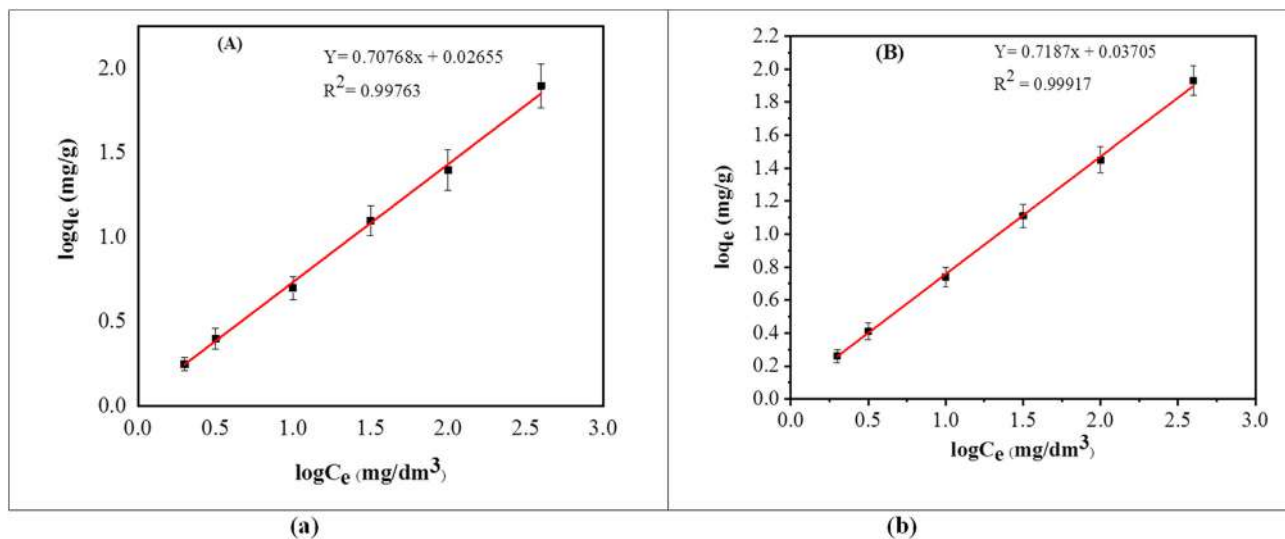 (A)
Y= 0.70768x + 0.02655
R² = 0.99763
2.0
1.5
1.0
0.5
0.0
logqe (mg/g)
0.0 0.5 1.0 1.5 2.0 2.5 3.0
logCe (mg/dm³)
(a)
(B)
Y= 0.7187x + 0.03705
R² = 0.99917
2.2
2.0
1.8
1.6
1.4
1.2
1.0
0.8
0.6
0.4
0.2
0.0
loqe (mg/g)
0.0 0.5 1.0 1.5 2.0 2.5 3.0
logCe (mg/dm³)
(b)